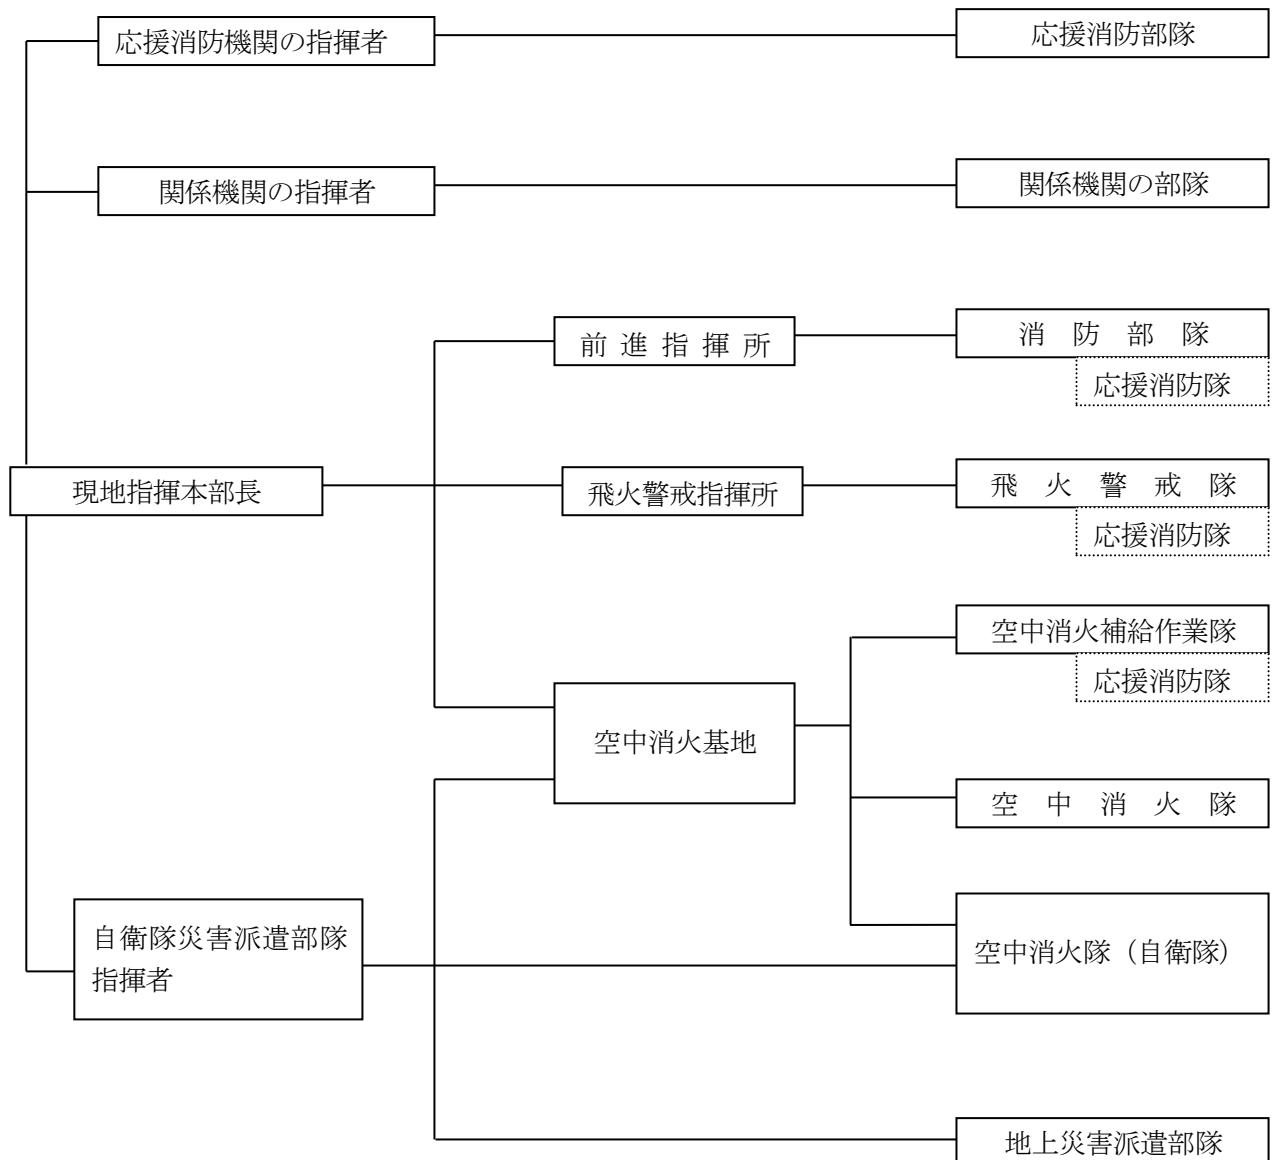 応援消防機関の指揮者
応援消防部隊
関係機関の指揮者
関係機関の部隊
前 進 指 揮 所
消 防 部 隊
応援消防隊
現地指揮本部長
飛火警戒指揮所
飛 火 警 戒 隊
応援消防隊
空中消火補給作業隊
応援消防隊
空中消火基地
空 中 消 火 隊
自衛隊災害派遣部隊
指揮者
空中消火隊（自衛隊）
地上災害派遣部隊